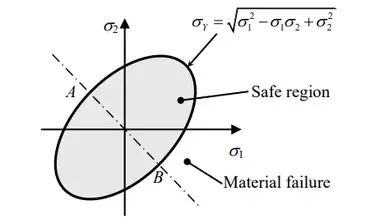 σ₂
σ_Y = √(σ₁² − σ₁σ₂ + σ₂²)
A
Safe region
σ₁
B
Material failure